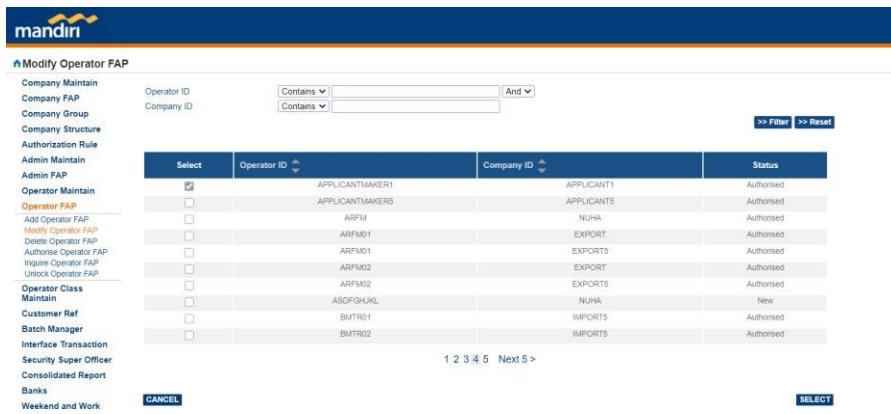 mandiri
Modify Operator FAP
Company Maintain
Company FAP
Company Group
Company Structure
Authorization Rule
Admin Maintain
Admin FAP
Operator Maintain
Operator FAP
Add Operator FAP
Modify Operator FAP
Delete Operator FAP
Authorise Operator FAP
Inquire Operator FAP
Unlock Operator FAP
Operator Class
Maintain
Customer Ref
Batch Manager
Interface Transaction
Security Super Officer
Consolidated Report
Banks
Weekend and Work
Operator ID Contains And
Company ID Contains
>> Filter >> Reset
Select Operator ID Company ID Status
APPLICANTMAKER1 APPLICANT1 Authorised
APPLICANTMAKER5 APPLICANT5 Authorised
ARFM NUHA Authorised
ARFM01 EXPORT Authorised
ARFM01 EXPORT5 Authorised
ARFM02 EXPORT Authorised
ARFM02 EXPORT5 Authorised
ASDFGHJKL NUHA New
BMTR01 IMPORT5 Authorised
BMTR02 IMPORT5 Authorised
1 2 3 4 5 Next 5 >
CANCEL SELECT